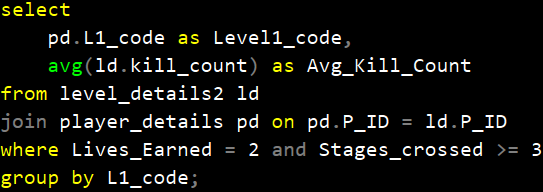 select
    pd.L1_code as Level1_code,
    avg(ld.kill_count) as Avg_Kill_Count
from level_details2 ld
join player_details pd on pd.P_ID = ld.P_ID
where Lives_Earned = 2 and Stages_crossed >= 3
group by L1_code;